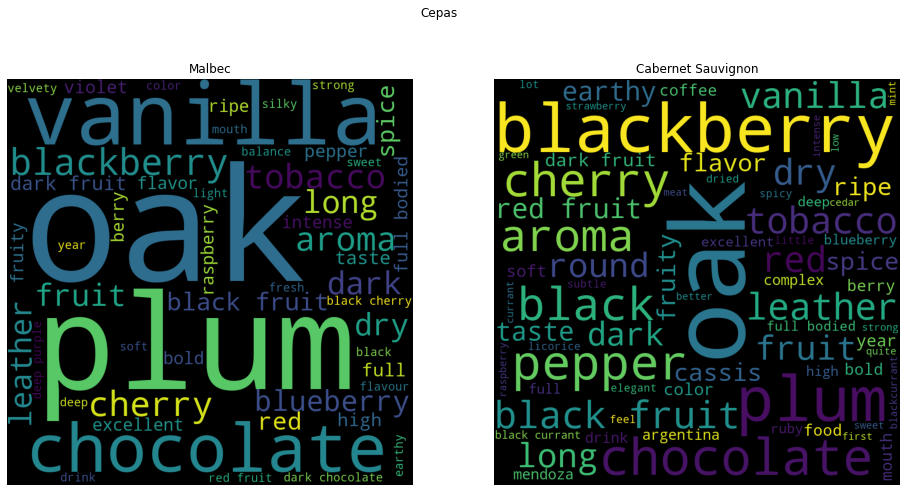 Cepas
Malbec
velvety violet color strong
vanilla
ripe silky spice
mouth
blackberry balance pepper
tobacco sweet
dark fruit flavor light long
oak
berry raspberry intense full bodied
fruity year aroma
taste
fresh dark
fruit black fruit black cherry
leather deep purple plum dry
soft bold black
full
flavour
deep cherry blueberry
excellent red high
chocolate
earthy
drink red fruit dark chocolate
Cabernet Sauvignon
lot earthy coffee vanilla mint
strawberry
blackberry
intense low
green dark fruit flavor dry
cherry meat dried spicy ripe
red fruit oak deep cedar
tobacco
aroma fruity excellent little blueberry
soft round red spice
subtle complex berry
currant black better leather
taste dark full bodied strong
licorice fruit year
pepper quite
raspberry cassis high bold
full elegant color plum blackcurrant
black fruit feel
ruby food sweet
black currant drink argentina first
long chocolate mouth
mendoza